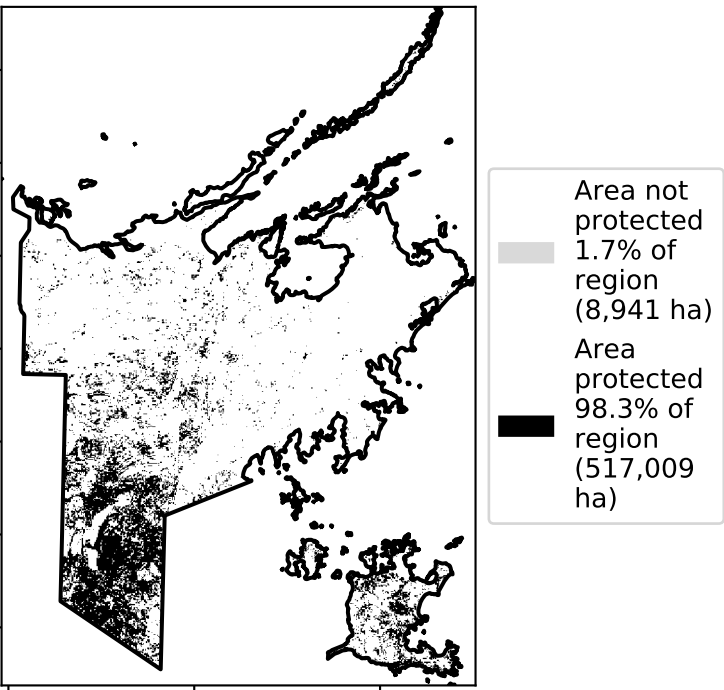 Area not
protected
1.7% of
region
(8,941 ha)
Area
protected
98.3% of
region
(517,009
ha)